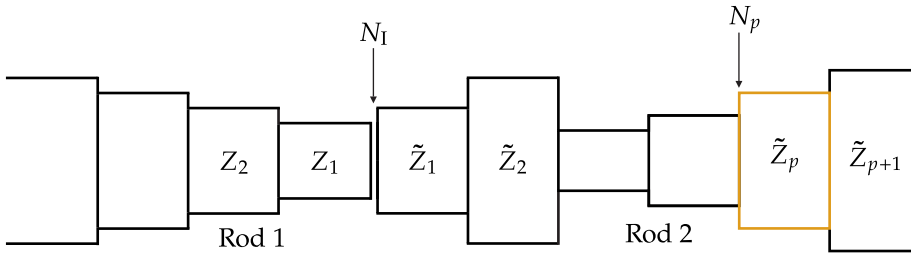 N_I
N_p
Z_2
Z_1
Z̃_1
Z̃_2
Z̃_p
Z̃_{p+1}
Rod 1
Rod 2